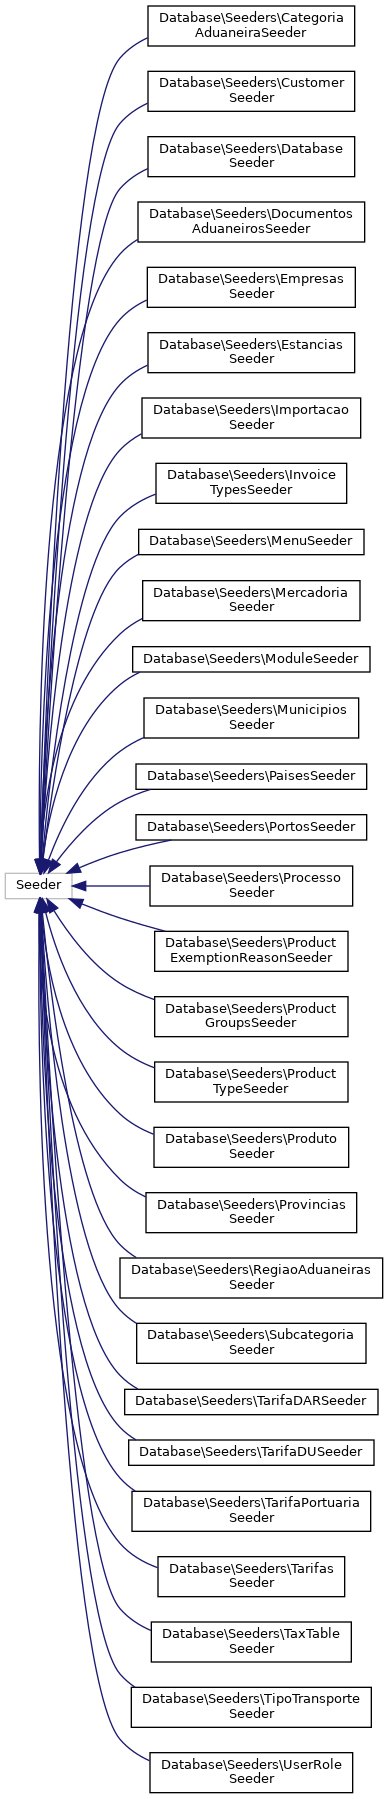 Database\Seeders\Categoria
AduaneiraSeeder
Database\Seeders\Customer
Seeder
Database\Seeders\Database
Seeder
Database\Seeders\Documentos
AduaneirosSeeder
Database\Seeders\Empresas
Seeder
Database\Seeders\Estancias
Seeder
Database\Seeders\Importacao
Seeder
Database\Seeders\Invoice
TypesSeeder
Database\Seeders\MenuSeeder
Database\Seeders\Mercadoria
Seeder
Database\Seeders\ModuleSeeder
Database\Seeders\Municipios
Seeder
Database\Seeders\PaisesSeeder
Database\Seeders\PortosSeeder
Seeder
Database\Seeders\Processo
Seeder
Database\Seeders\Product
ExemptionReasonSeeder
Database\Seeders\Product
GroupsSeeder
Database\Seeders\Product
TypeSeeder
Database\Seeders\Produto
Seeder
Database\Seeders\Provincias
Seeder
Database\Seeders\RegiaoAduaneiras
Seeder
Database\Seeders\Subcategoria
Seeder
Database\Seeders\TarifaDARSeeder
Database\Seeders\TarifaDUSeeder
Database\Seeders\TarifaPortuaria
Seeder
Database\Seeders\Tarifas
Seeder
Database\Seeders\TaxTable
Seeder
Database\Seeders\TipoTransporte
Seeder
Database\Seeders\UserRole
Seeder